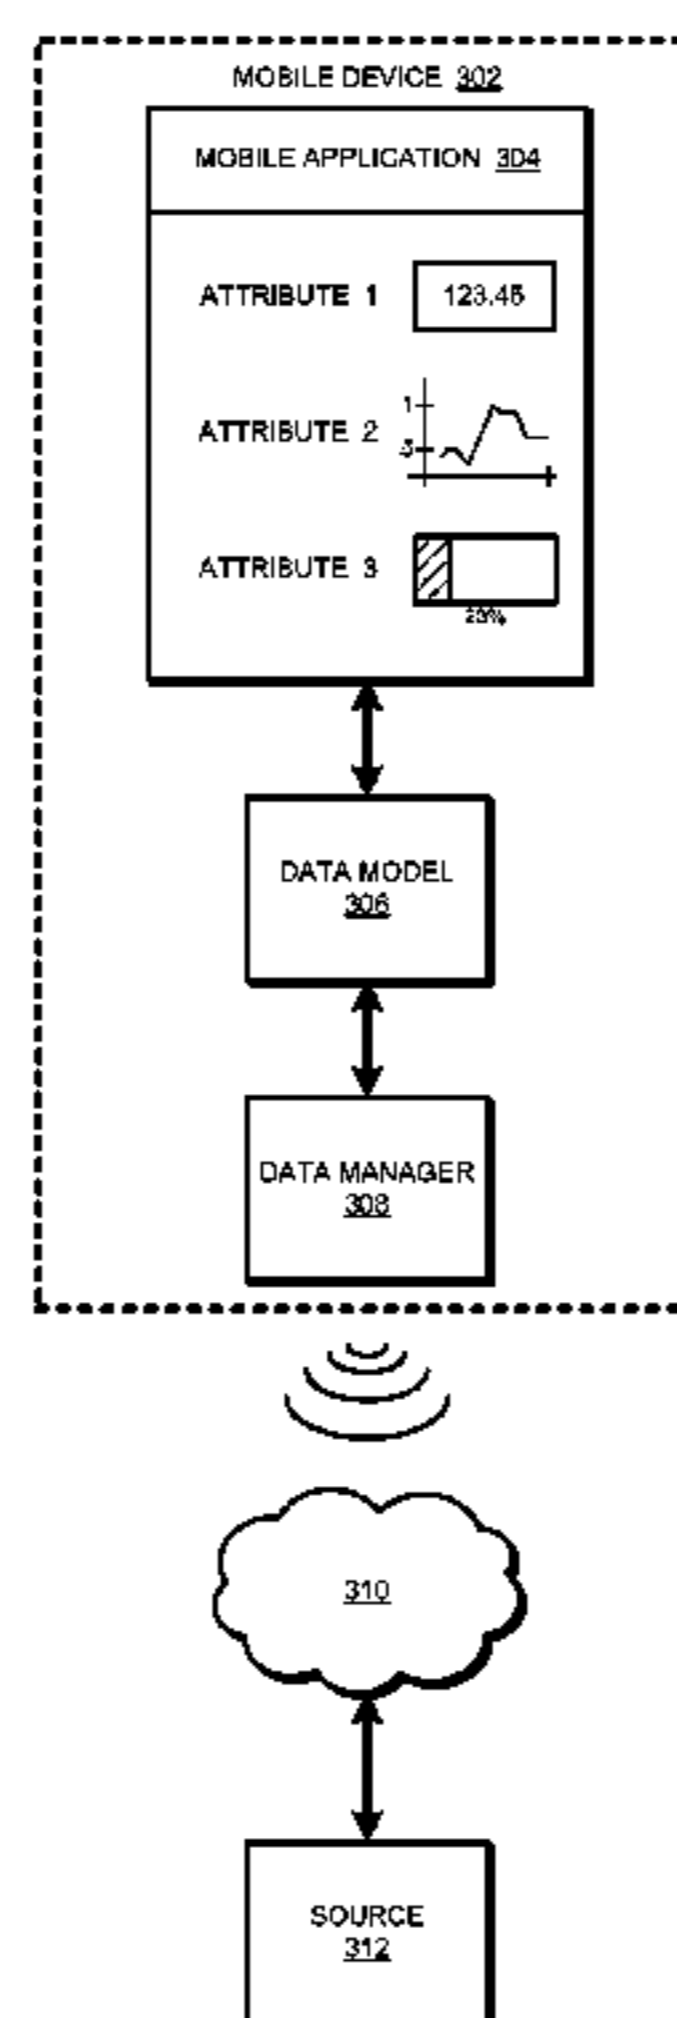 MOBILE DEVICE 302
MOBILE APPLICATION 304
ATTRIBUTE 1 123.45
1
ATTRIBUTE 2
.5
ATTRIBUTE 3
DATA MODEL
306
DATA MANAGER
308
310
SOURCE
312